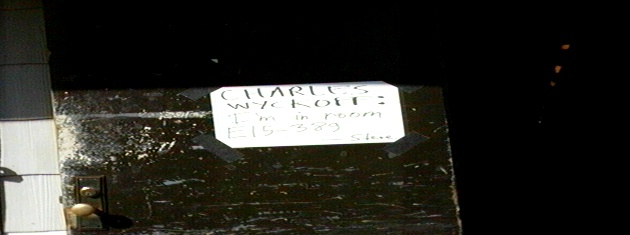 CHARLES
WYCKOFF:
I'm in room
E15-389
— Steve